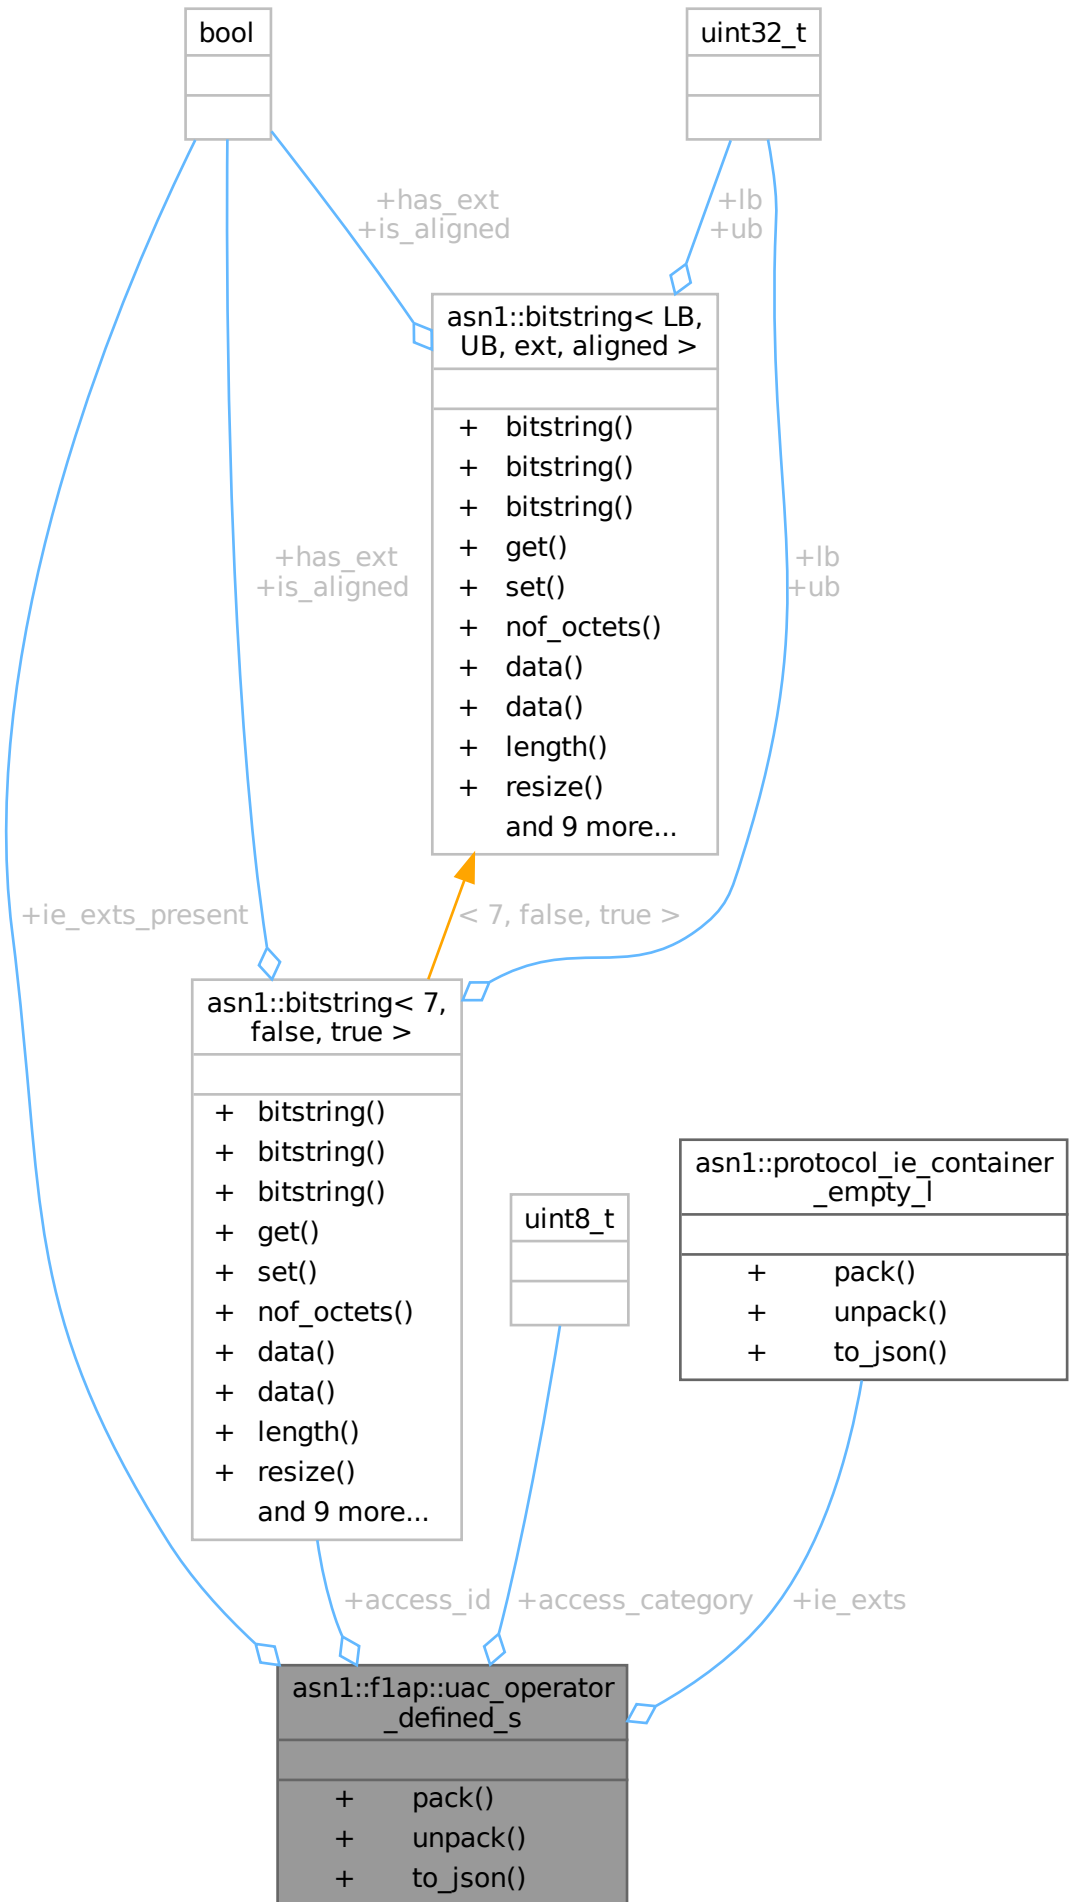 bool
uint32_t
+has_ext
+is_aligned
+lb
+ub
asn1::bitstring< LB,
UB, ext, aligned >
+ bitstring()
+ bitstring()
+ bitstring()
+ get()
+ set()
+ nof_octets()
+ data()
+ data()
+ length()
+ resize()
and 9 more...
+has_ext
+is_aligned
+lb
+ub
+ie_exts_present
< 7, false, true >
asn1::bitstring< 7,
false, true >
+ bitstring()
+ bitstring()
+ bitstring()
+ get()
+ set()
+ nof_octets()
+ data()
+ data()
+ length()
+ resize()
and 9 more...
uint8_t
asn1::protocol_ie_container
_empty_l
+ pack()
+ unpack()
+ to_json()
+access_id
+access_category
+ie_exts
asn1::f1ap::uac_operator
_defined_s
+ pack()
+ unpack()
+ to_json()